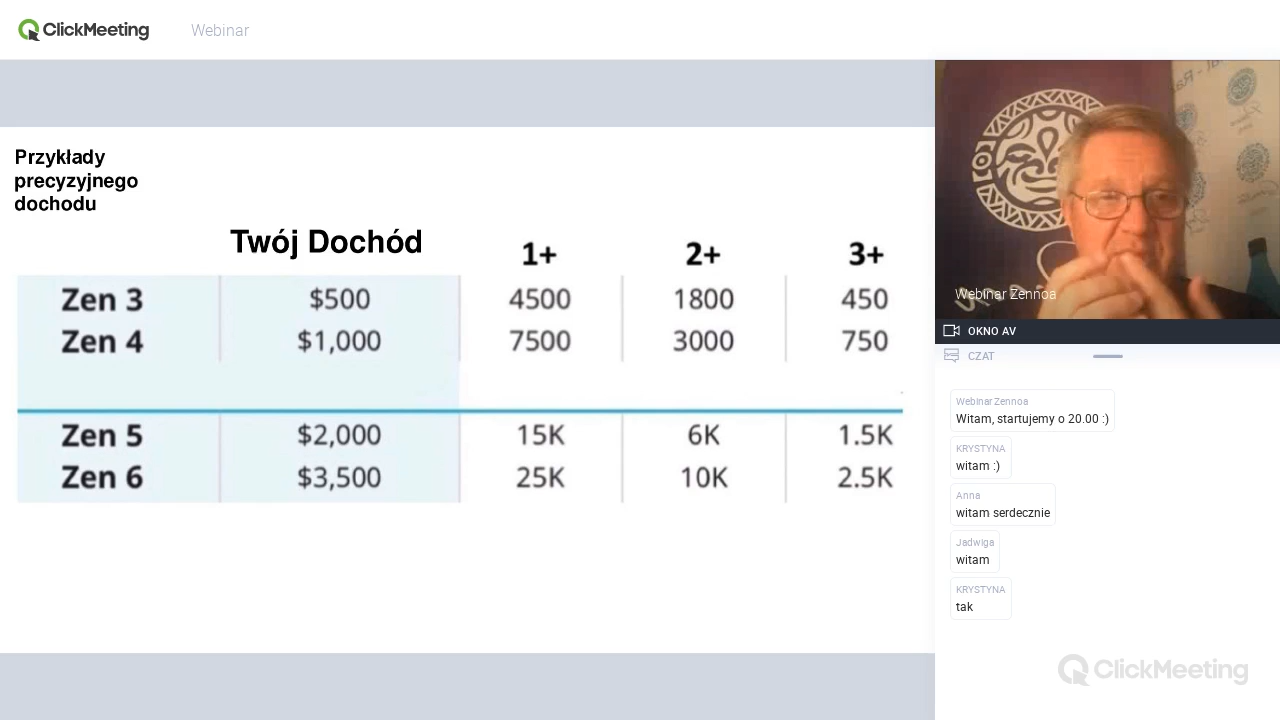 ClickMeeting
Webinar
Przykłady
precyzyjnego
dochodu
Twój Dochód 1+ 2+ 3+
Zen 3 $500 4500 1800 450
Zen 4 $1,000 7500 3000 750
Zen 5 $2,000 15K 6K 1.5K
Zen 6 $3,500 25K 10K 2.5K
Webinar Zennoa
OKNO AV
CZAT
Webinar Zennoa
Witam, startujemy o 20.00 :)
KRYSTYNA
witam :)
Anna
witam serdecznie
Jadwiga
witam
KRYSTYNA
tak
ClickMeeting